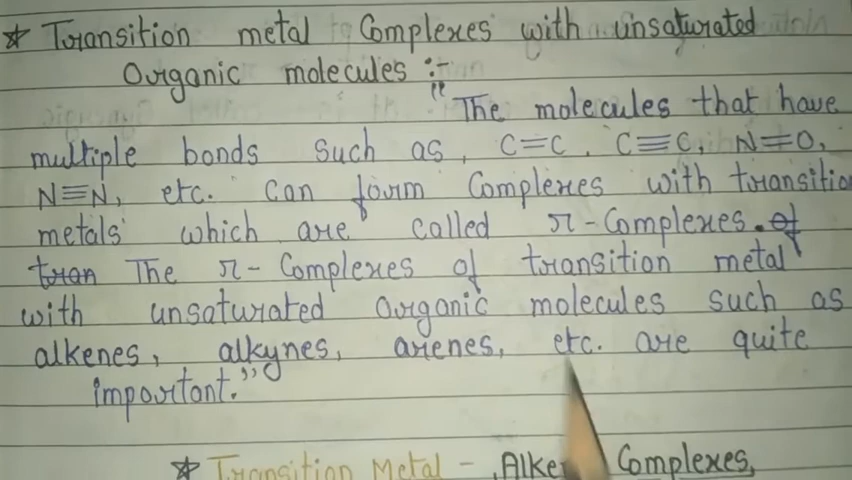 * Transition metal Complexes with unsaturated
Organic molecules :-
"The molecules that have
multiple bonds such as, C=C, C≡C, N=O,
N≡N, etc. can form Complexes with transitio
metals which are called π-Complexes. of
tran The π- Complexes of transition metal
with unsaturated Organic molecules such as
alkenes, alkynes, arenes, etc. are quite
important."
* Transition Metal - Complexes,